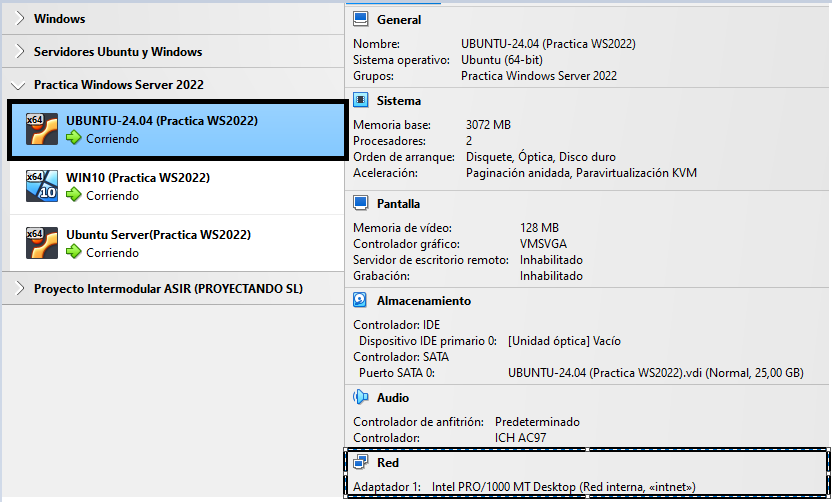 Windows
Servidores Ubuntu y Windows
Practica Windows Server 2022
x64
UBUNTU-24.04 (Practica WS2022)
Corriendo
x64
10
WIN10 (Practica WS2022)
Corriendo
x64
Ubuntu Server(Practica WS2022)
Corriendo
Proyecto Intermodular ASIR (PROYECTANDO SL)
General
Nombre: UBUNTU-24.04 (Practica WS2022)
Sistema operativo: Ubuntu (64-bit)
Grupos: Practica Windows Server 2022
Sistema
Memoria base: 3072 MB
Procesadores: 2
Orden de arranque: Disquete, Óptica, Disco duro
Aceleración: Paginación anidada, Paravirtualización KVM
Pantalla
Memoria de vídeo: 128 MB
Controlador gráfico: VMSVGA
Servidor de escritorio remoto: Inhabilitado
Grabación: Inhabilitado
Almacenamiento
Controlador: IDE
Dispositivo IDE primario 0: [Unidad óptica] Vacío
Controlador: SATA
Puerto SATA 0: UBUNTU-24.04 (Practica WS2022).vdi (Normal, 25,00 GB)
Audio
Controlador de anfitrión: Predeterminado
Controlador: ICH AC97
Red
Adaptador 1: Intel PRO/1000 MT Desktop (Red interna, «intnet»)